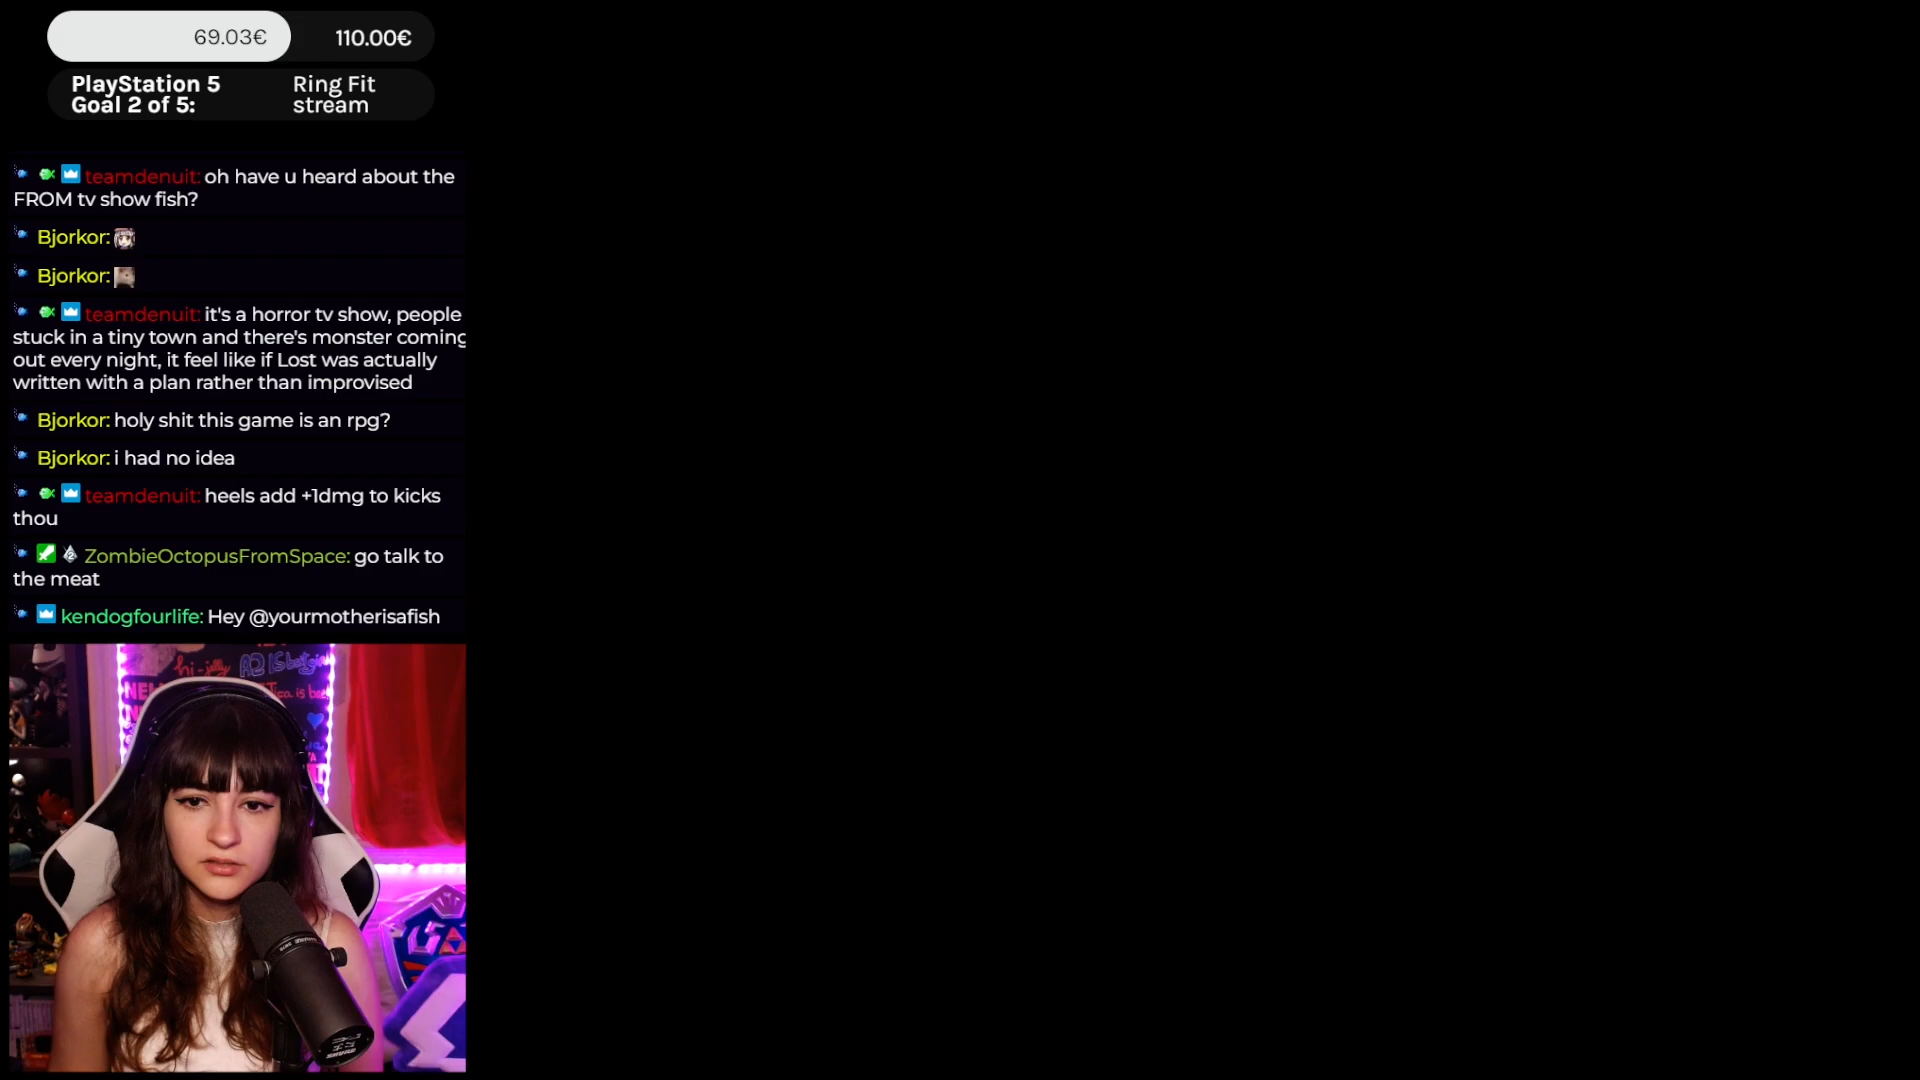 69.03€ 110.00€
PlayStation 5 Ring Fit
Goal 2 of 5: stream
teamdenuit: oh have u heard about the
FROM tv show fish?
Bjorkor:
Bjorkor:
teamdenuit: it's a horror tv show, people
stuck in a tiny town and there's monster coming
out every night, it feel like if Lost was actually
written with a plan rather than improvised
Bjorkor: holy shit this game is an rpg?
Bjorkor: i had no idea
teamdenuit: heels add +1dmg to kicks
thou
ZombieOctopusFromSpace: go talk to
the meat
kendogfourlife: Hey @yourmotherisafish
hi-jelly